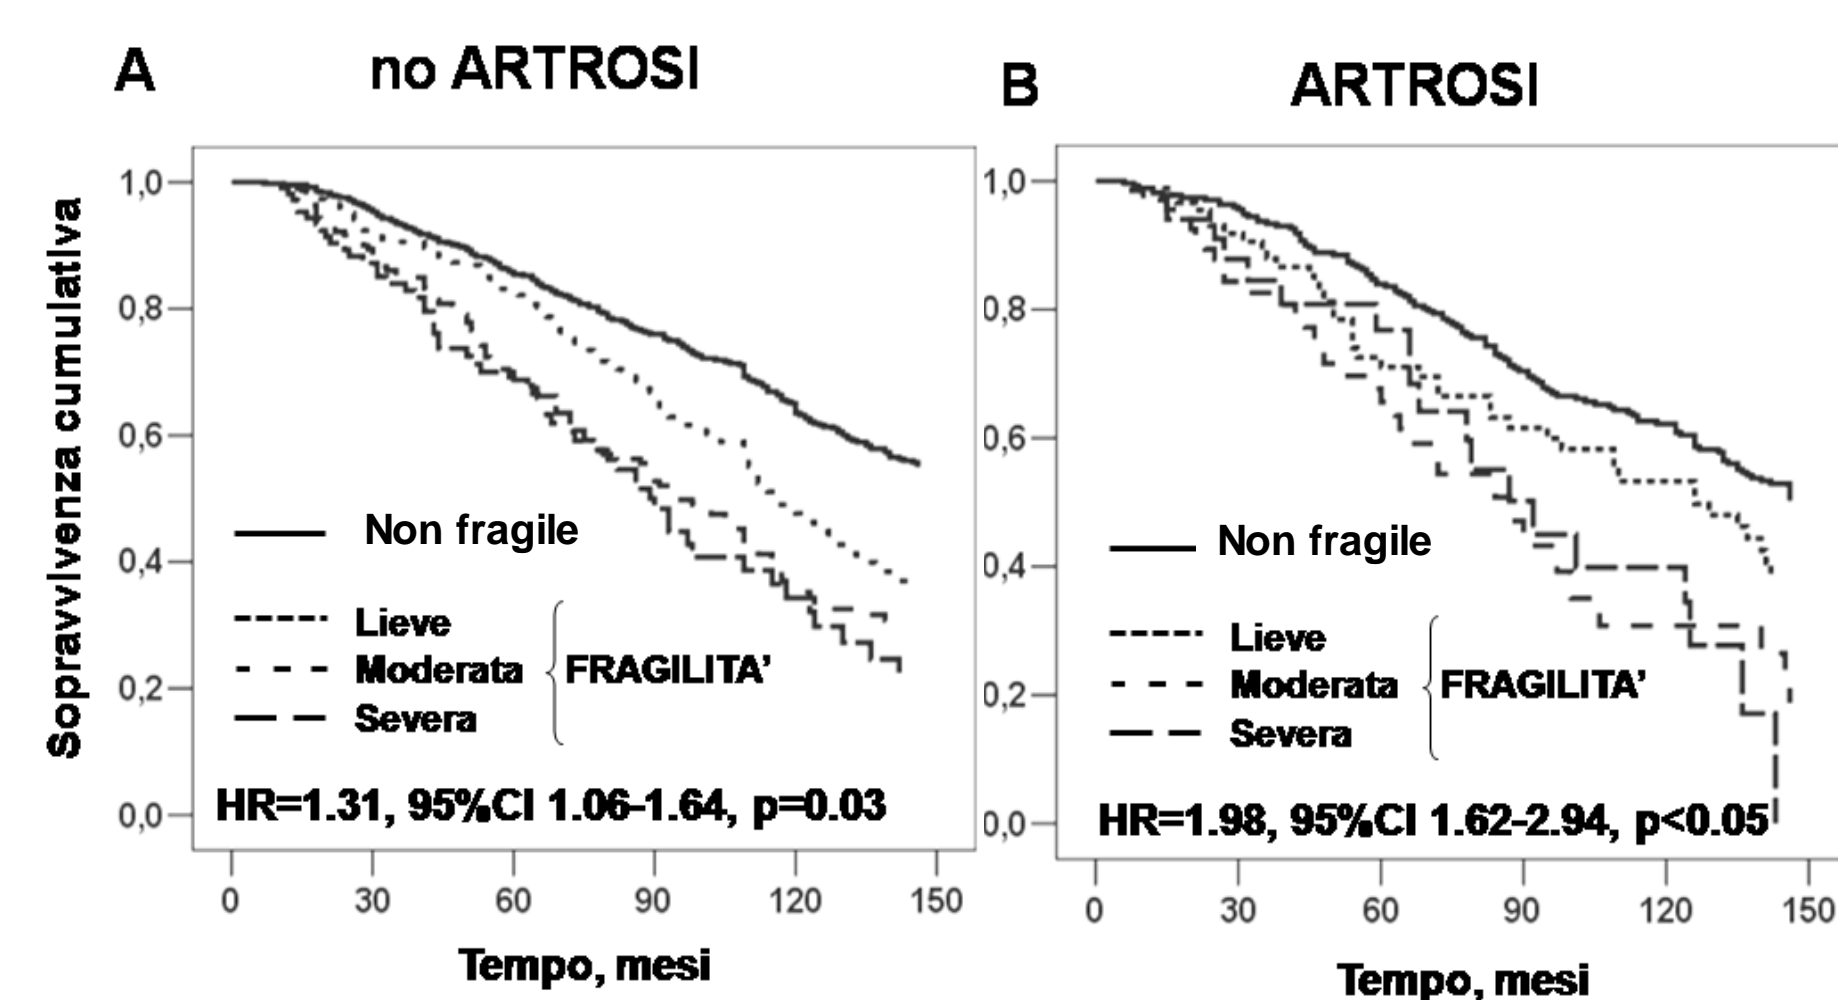 A
no ARTROSI
Sopravvivenza cumulativa
1,0
0,8
0,6
0,4
0,2
0,0
Non fragile
Lieve
Moderata
Severa
FRAGILITA'
HR=1.31, 95%CI 1.06-1.64, p=0.03
0 30 60 90 120 150
Tempo, mesi
B
ARTROSI
1,0
0,8
0,6
0,4
0,2
0,0
Non fragile
Lieve
Moderata
Severa
FRAGILITA'
HR=1.98, 95%CI 1.62-2.94, p<0.05
0 30 60 90 120 150
Tempo, mesi